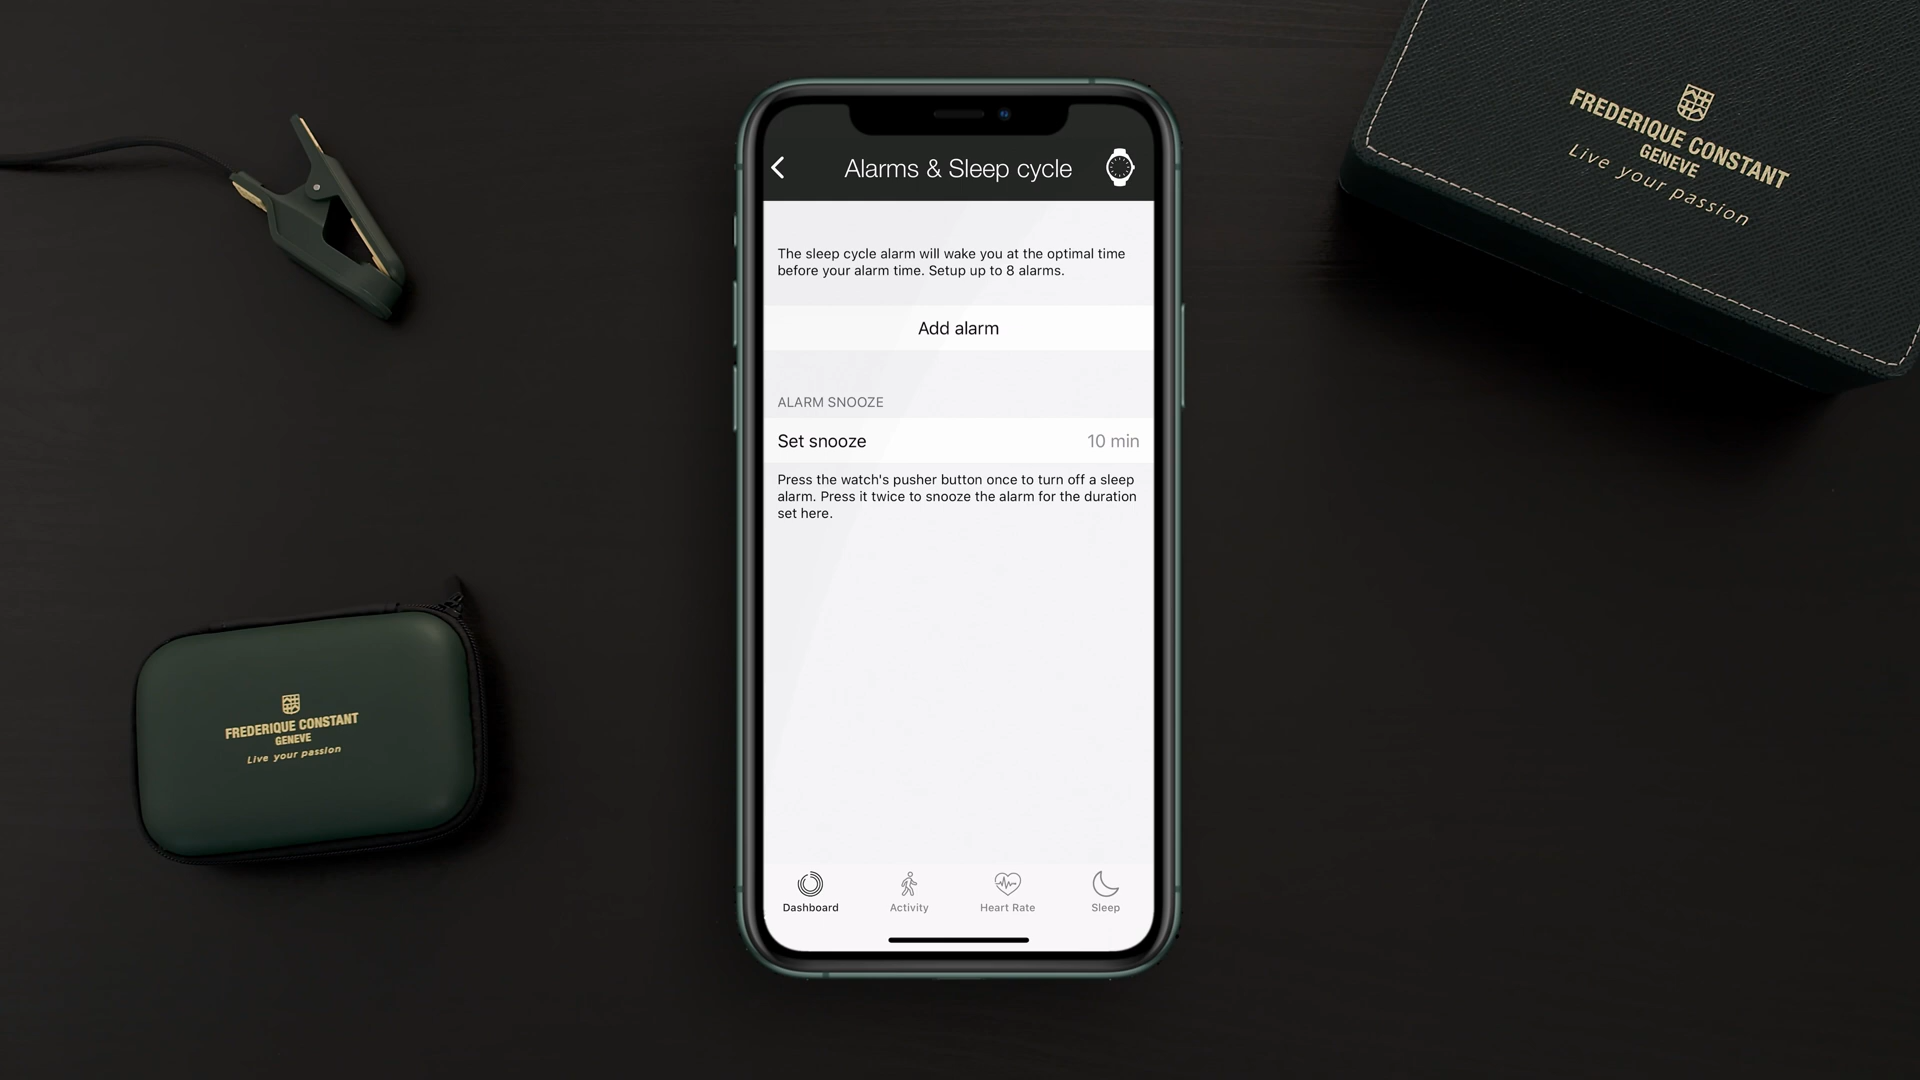 Alarms & Sleep cycle
The sleep cycle alarm will wake you at the optimal time
before your alarm time. Setup up to 8 alarms.
Add alarm
ALARM SNOOZE
Set snooze 10 min
Press the watch's pusher button once to turn off a sleep
alarm. Press it twice to snooze the alarm for the duration
set here.
Dashboard Activity Heart Rate Sleep
FREDERIQUE CONSTANT
GENEVE
Live your passion
FREDERIQUE CONSTANT
GENEVE
Live your passion